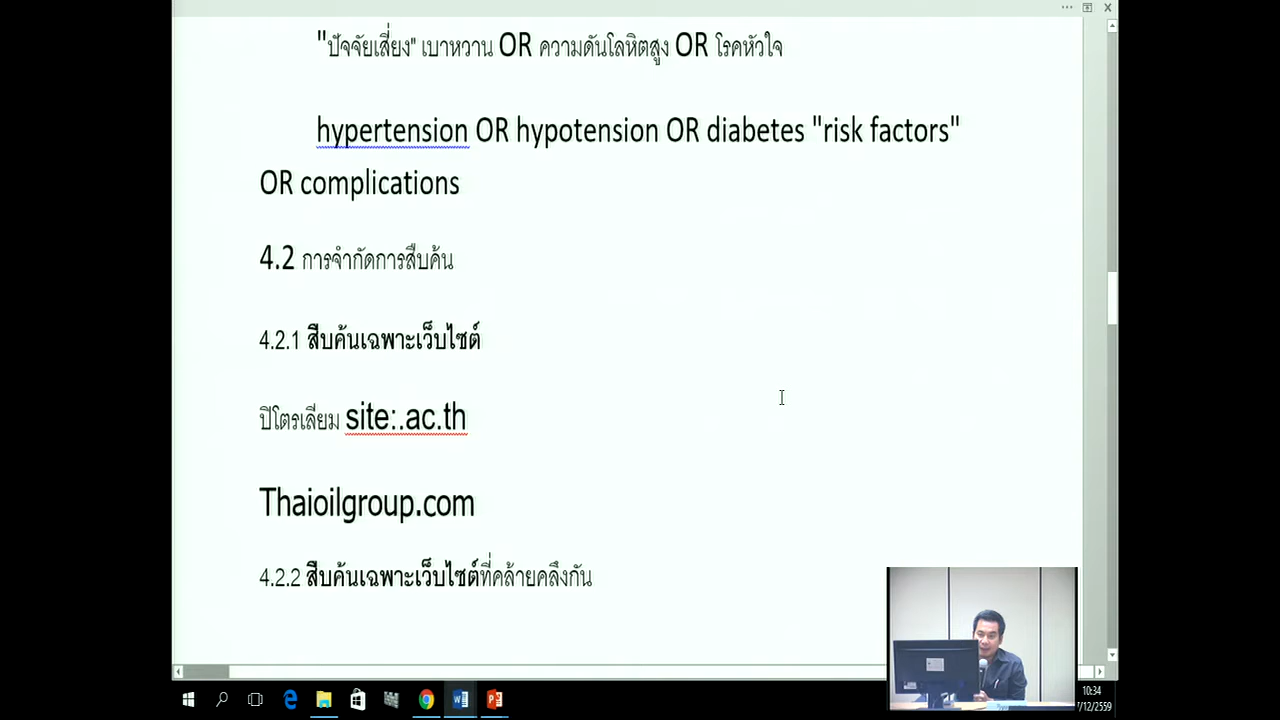 "ปัจจัยเสี่ยง" เบาหวาน OR ความดันโลหิตสูง OR โรคหัวใจ
hypertension OR hypotension OR diabetes "risk factors"
OR complications
4.2 การจำกัดการสืบค้น
4.2.1 สืบค้นเฉพาะเว็บไซต์
ปิโตรเลียม site:.ac.th
Thaioilgroup.com
4.2.2 สืบค้นเฉพาะเว็บไซต์ที่คล้ายคลึงกัน
10:34
7/12/2559